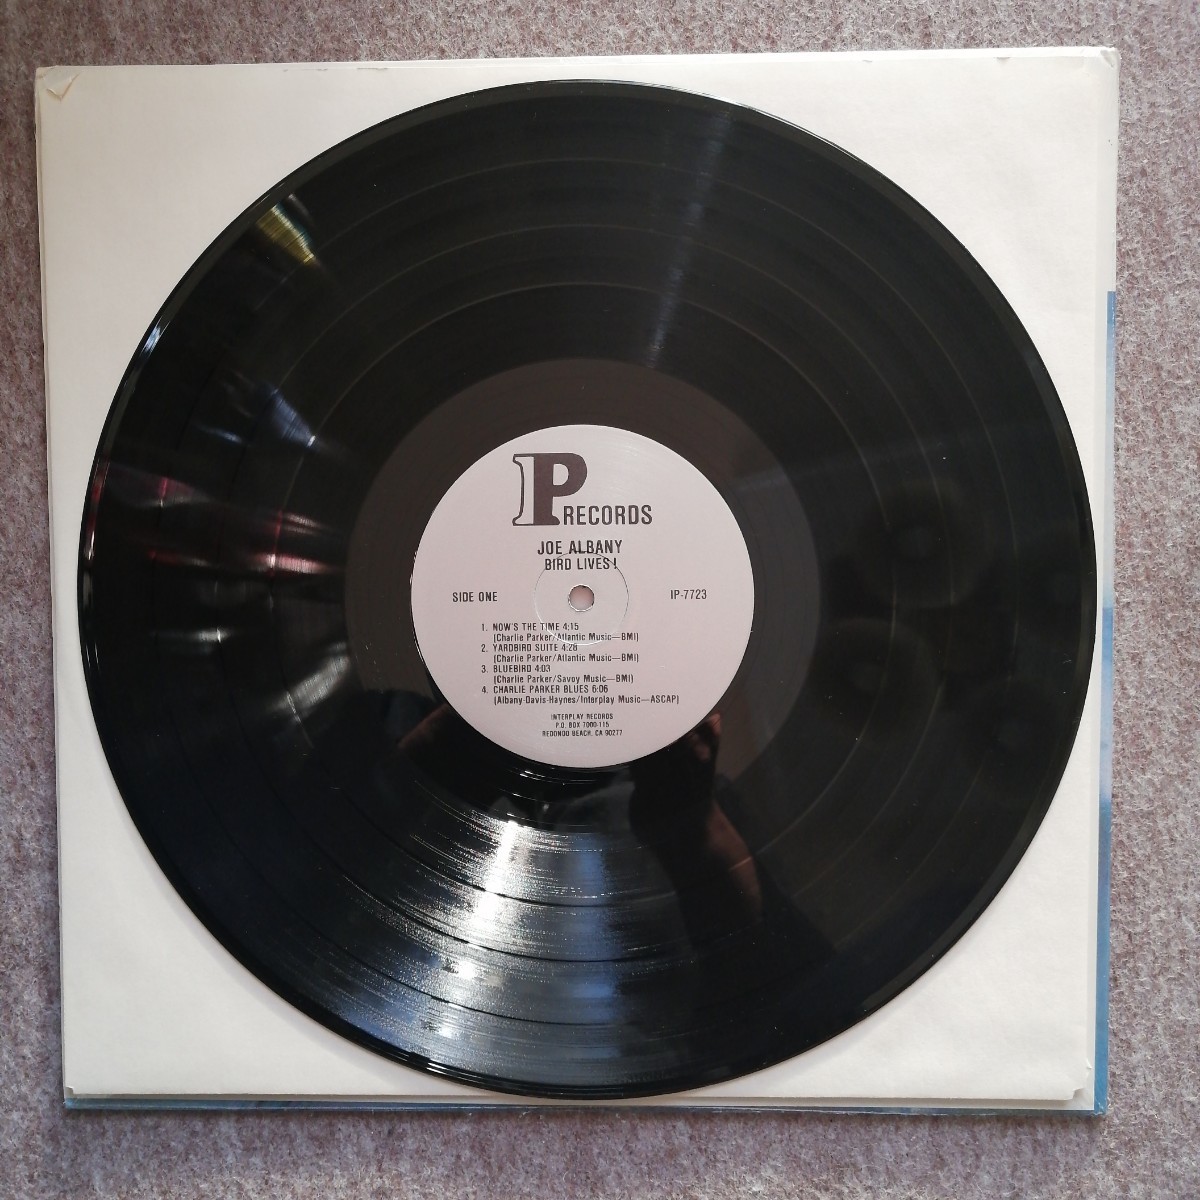 IP RECORDS
JOE ALBANY
BIRD LIVES!
SIDE ONE
IP-7723
1. NOW'S THE TIME 4:15
(Charlie Parker/Atlantic Music—BMI)
2. YARDBIRD SUITE 4:28
(Charlie Parker/Atlantic Music—BMI)
3. BLUEBIRD 4:03
(Charlie Parker/Savoy Music—BMI)
4. CHARLIE PARKER BLUES 6:06
(Albany-Davis-Haynes/Interplay Music—ASCAP)
INTERPLAY RECORDS
P.O. BOX 7000-115
REDONDO BEACH, CA 90277